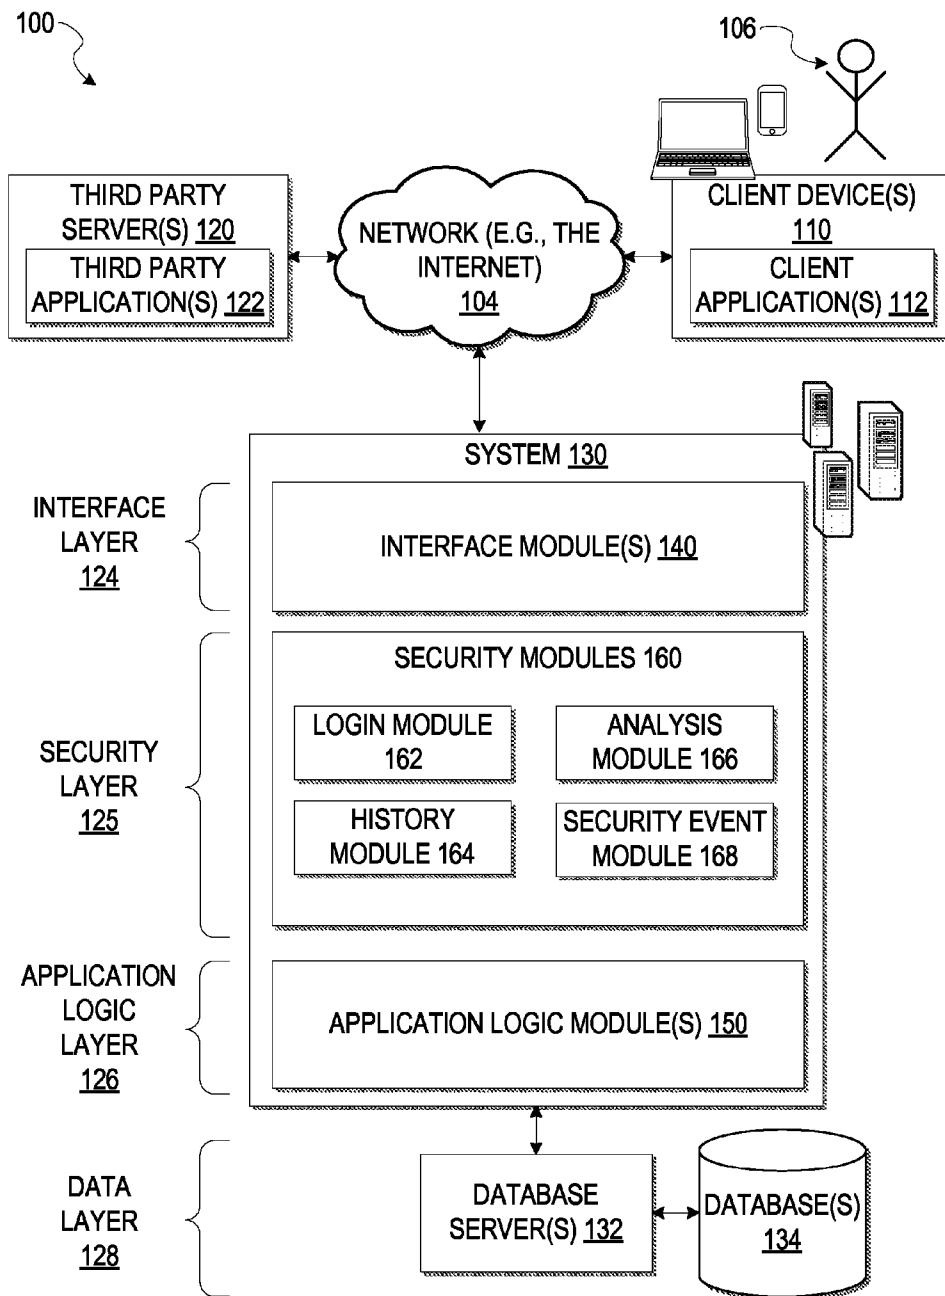 100
106
THIRD PARTY
SERVER(S) 120
THIRD PARTY
APPLICATION(S) 122
NETWORK (E.G., THE
INTERNET)
104
CLIENT DEVICE(S)
110
CLIENT
APPLICATION(S) 112
SYSTEM 130
INTERFACE
LAYER
124
INTERFACE MODULE(S) 140
SECURITY
LAYER
125
SECURITY MODULES 160
LOGIN MODULE
162
ANALYSIS
MODULE 166
HISTORY
MODULE 164
SECURITY EVENT
MODULE 168
APPLICATION
LOGIC
LAYER
126
APPLICATION LOGIC MODULE(S) 150
DATA
LAYER
128
DATABASE
SERVER(S) 132
DATABASE(S)
134